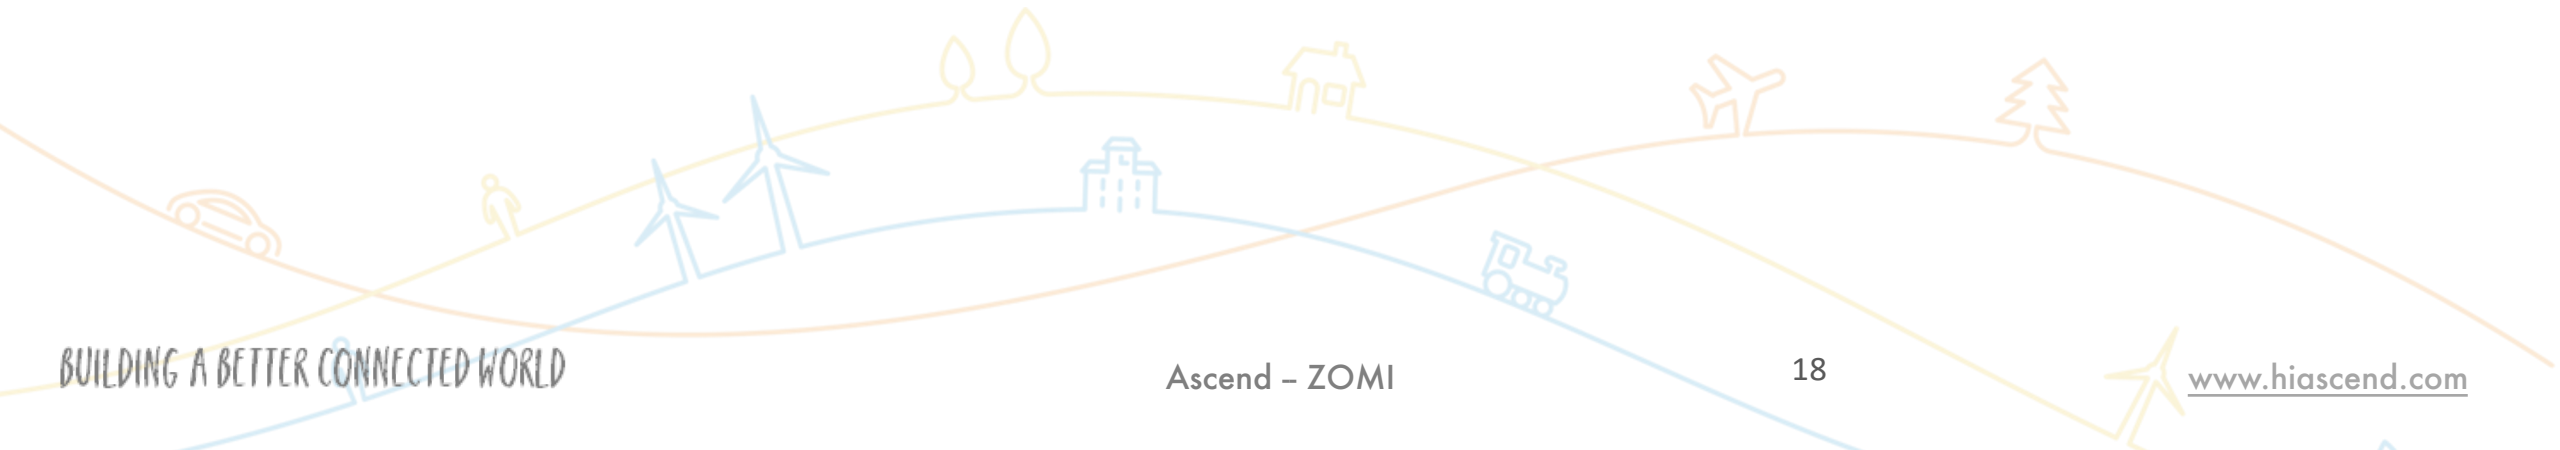 BUILDING A BETTER CONNECTED WORLD
Ascend – ZOMI
18
www.hiascend.com